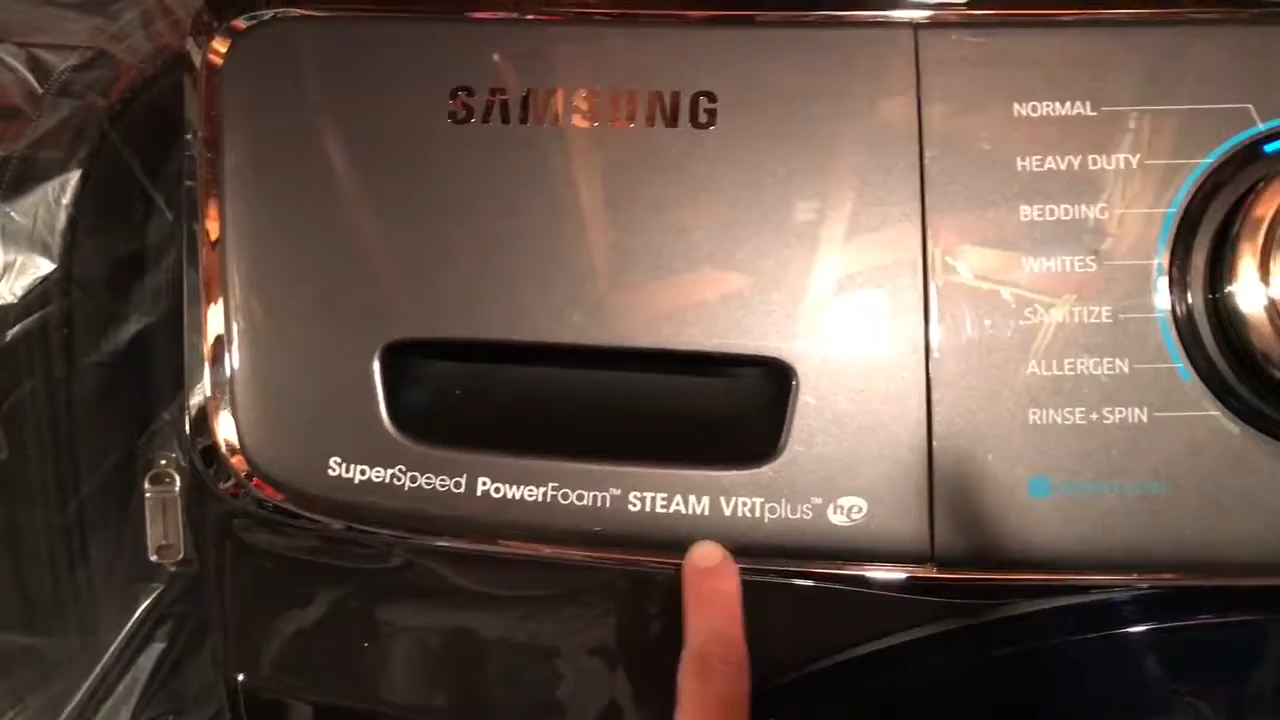 SAMSUNG
SuperSpeed PowerFoam™ STEAM VRTplus™ he
NORMAL
HEAVY DUTY
BEDDING
WHITES
SANITIZE
ALLERGEN
RINSE+SPIN